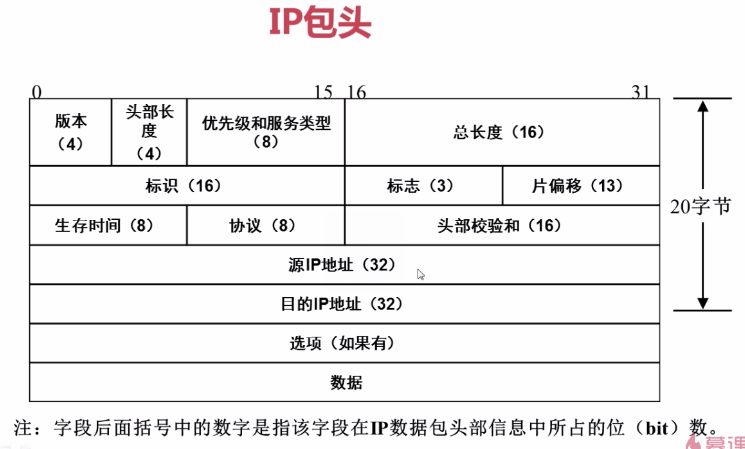 IP包头
0 15 16 31
版本（4） 头部长度（4） 优先级和服务类型（8） 总长度（16）
标识（16） 标志（3） 片偏移（13）
20字节
生存时间（8） 协议（8） 头部校验和（16）
源IP地址（32）
目的IP地址（32）
选项（如果有）
数据
注：字段后面括号中的数字是指该字段在IP数据包头部信息中所占的位（bit）数。
慕课